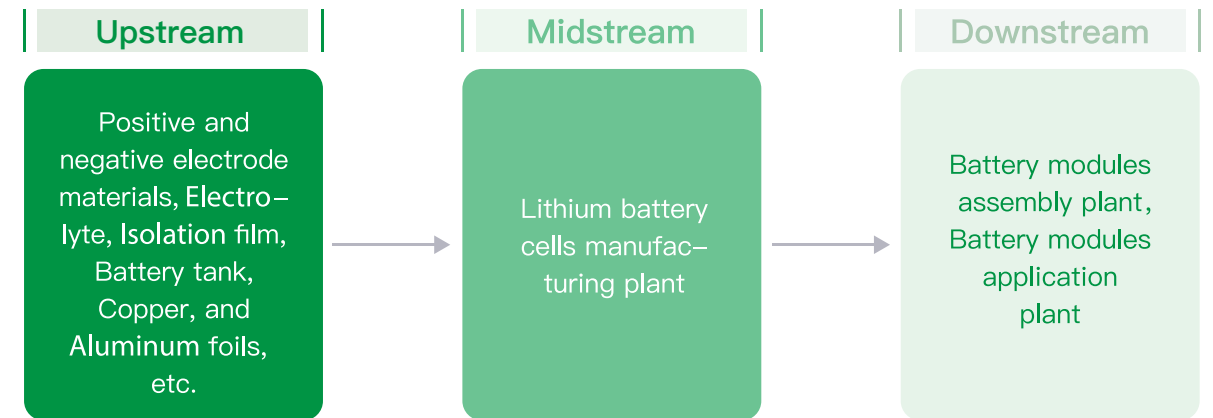 Upstream
Positive and
negative electrode
materials, Electro–
lyte, Isolation film,
Battery tank,
Copper, and
Aluminum foils,
etc.
Midstream
Lithium battery
cells manufac–
turing plant
Downstream
Battery modules
assembly plant,
Battery modules
application
plant